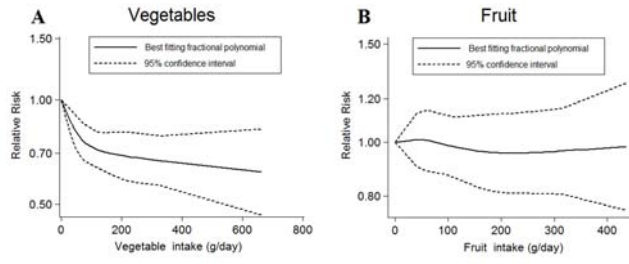 A
Vegetables
1.50
1.00
0.70
0.50
Relative Risk
Best fitting fractional polynomial
95% confidence interval
0
200
400
600
800
Vegetable intake (g/day)
B
Fruit
1.50
1.20
1.00
0.80
Relative Risk
Best fitting fractional polynomial
95% confidence interval
0
100
200
300
400
Fruit intake (g/day)